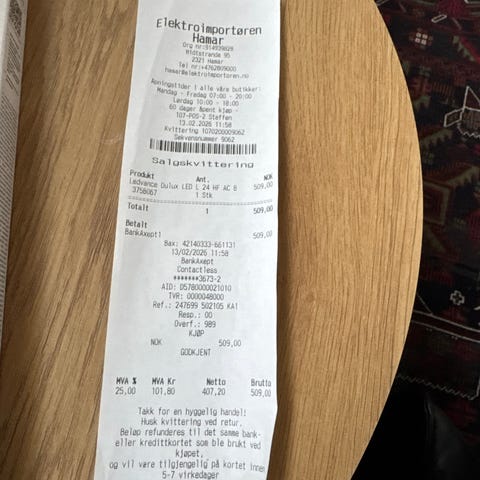 Elektroimportøren
Hamar
Org nr:914939828
Midtstrande 95
2321 Hamar
Tel nr:+4762809000
hamar@elektroimportoren.no
Åpningstider i alle våre butikker:
Mandag - Fredag 07:00 - 20:00
Lørdag 10:00 - 18:00
60 dager åpent kjøp -
107-POS-2 Steffen
13.02.2026 11:58
Kvittering 1070200009062
Sekvensnummer 9062
Salgskvittering
Produkt Ant. NOK
Ledvance Dulux LED L 24 HF AC 8 509,00
3758067 1 Stk
Totalt 1 509,00
Betalt
BankAxept1 509,00
Bax: 42140333-661131
13/02/2026 11:58
BankAxept
Contactless
*******3673-2
AID: D5780000021010
TVR: 0000048000
Ref.: 247699 502105 KA1
Resp.: 00
Overf.: 989
KJØP
NOK 509,00
GODKJENT
MVA % MVA Kr Netto Brutto
25,00 101,80 407,20 509,00
Takk for en hyggelig handel!
Husk kvittering ved retur.
Beløp refunderes til det samme bank-
eller kredittkortet som ble brukt ved
kjøpet,
og vil være tilgjengelig på kortet innen
5-7 virkedager